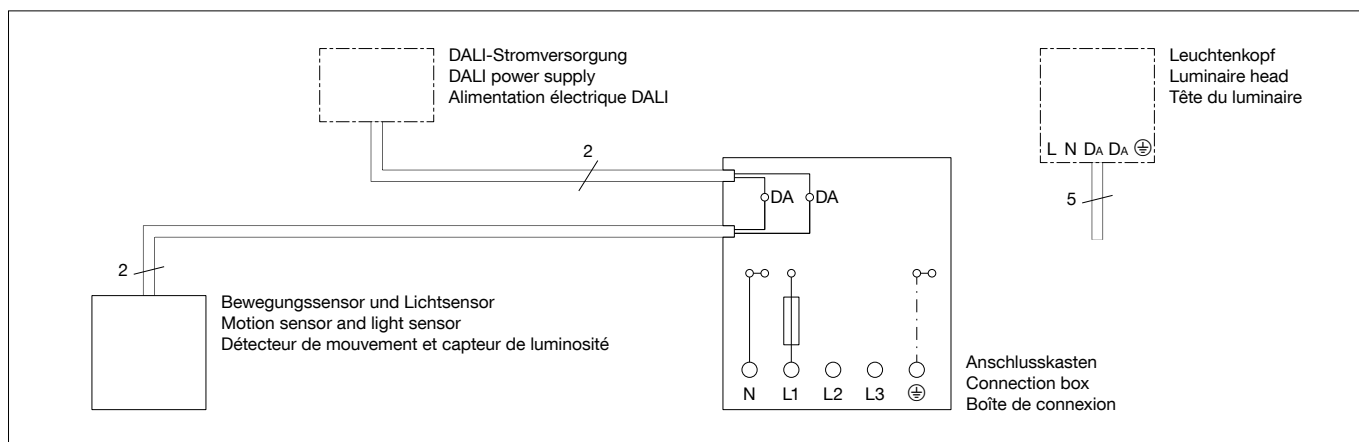 DALI-Stromversorgung
DALI power supply
Alimentation électrique DALI
Leuchtenkopf
Luminaire head
Tête du luminaire
L N DA DA
2
DA DA
5
2
Bewegungssensor und Lichtsensor
Motion sensor and light sensor
Détecteur de mouvement et capteur de luminosité
N L1 L2 L3
Anschlusskasten
Connection box
Boîte de connexion